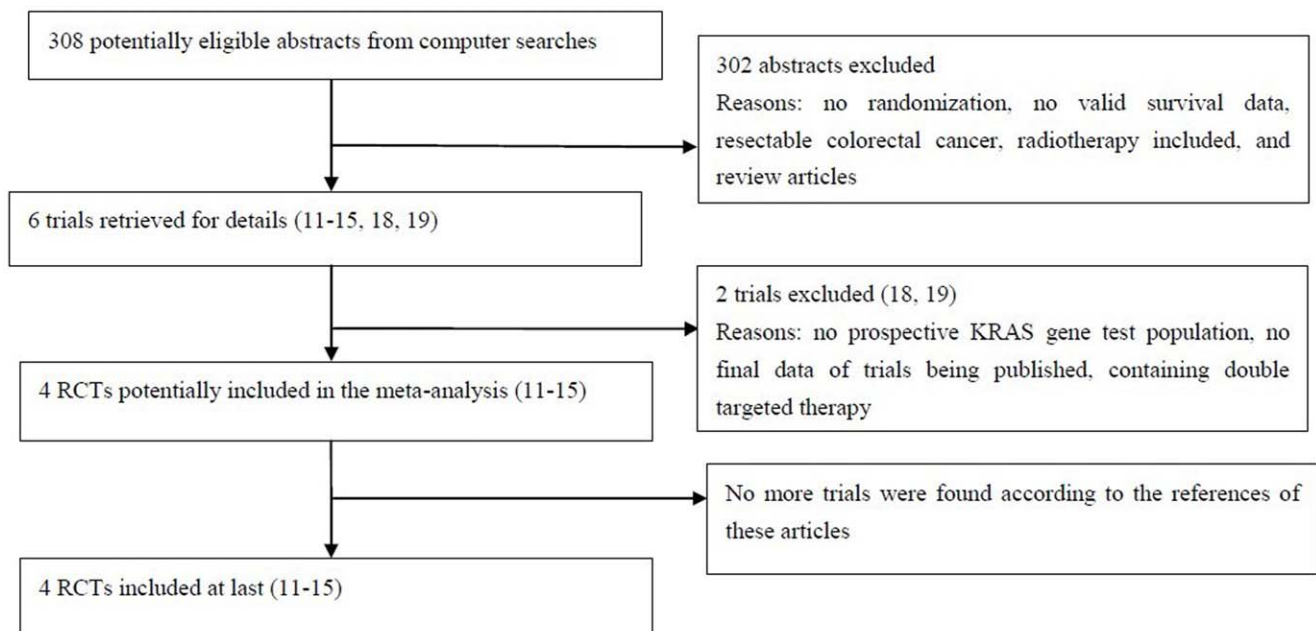 308 potentially eligible abstracts from computer searches
302 abstracts excluded
Reasons: no randomization, no valid survival data,
resectable colorectal cancer, radiotherapy included, and
review articles
6 trials retrieved for details (11-15, 18, 19)
2 trials excluded (18, 19)
Reasons: no prospective KRAS gene test population, no
final data of trials being published, containing double
targeted therapy
4 RCTs potentially included in the meta-analysis (11-15)
No more trials were found according to the references of
these articles
4 RCTs included at last (11-15)